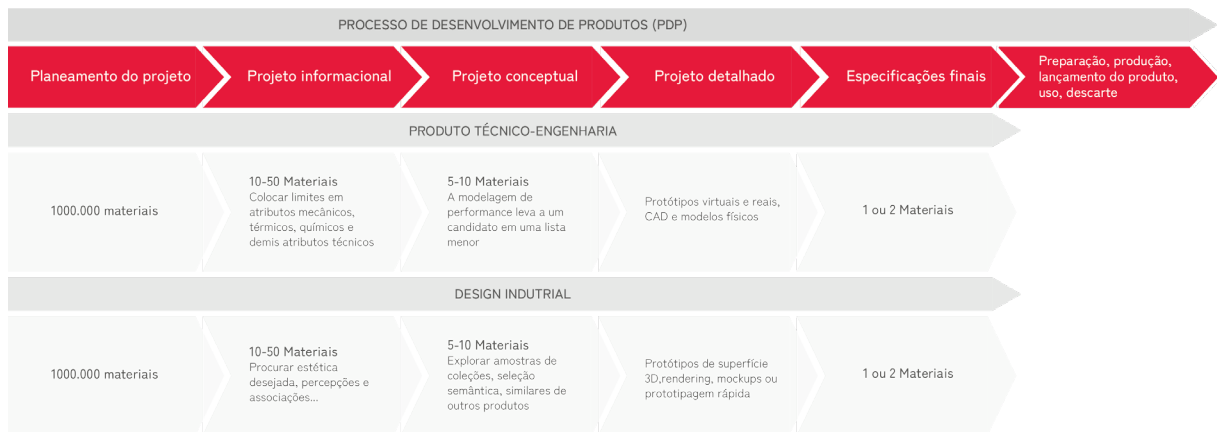 PROCESSO DE DESENVOLVIMENTO DE PRODUTOS (PDP)
Planeamento do projeto
Projeto informacional
Projeto conceptual
Projeto detalhado
Especificações finais
Preparação, produção,
lançamento do produto,
uso, descarte
PRODUTO TÉCNICO-ENGENHARIA
1000.000 materiais
10-50 Materiais
Colocar limites em
atributos mecânicos,
térmicos, químicos e
demis atributos técnicos
5-10 Materiais
A modelagem de
performance leva a um
candidato em uma lista
menor
Protótipos virtuais e reais,
CAD e modelos físicos
1 ou 2 Materiais
DESIGN INDUTRIAL
1000.000 materiais
10-50 Materiais
Procurar estética
desejada, percepções e
associações...
5-10 Materiais
Explorar amostras de
coleções, seleção
semântica, similares de
outros produtos
Protótipos de superfície
3D,rendering, mockups ou
prototipagem rápida
1 ou 2 Materiais